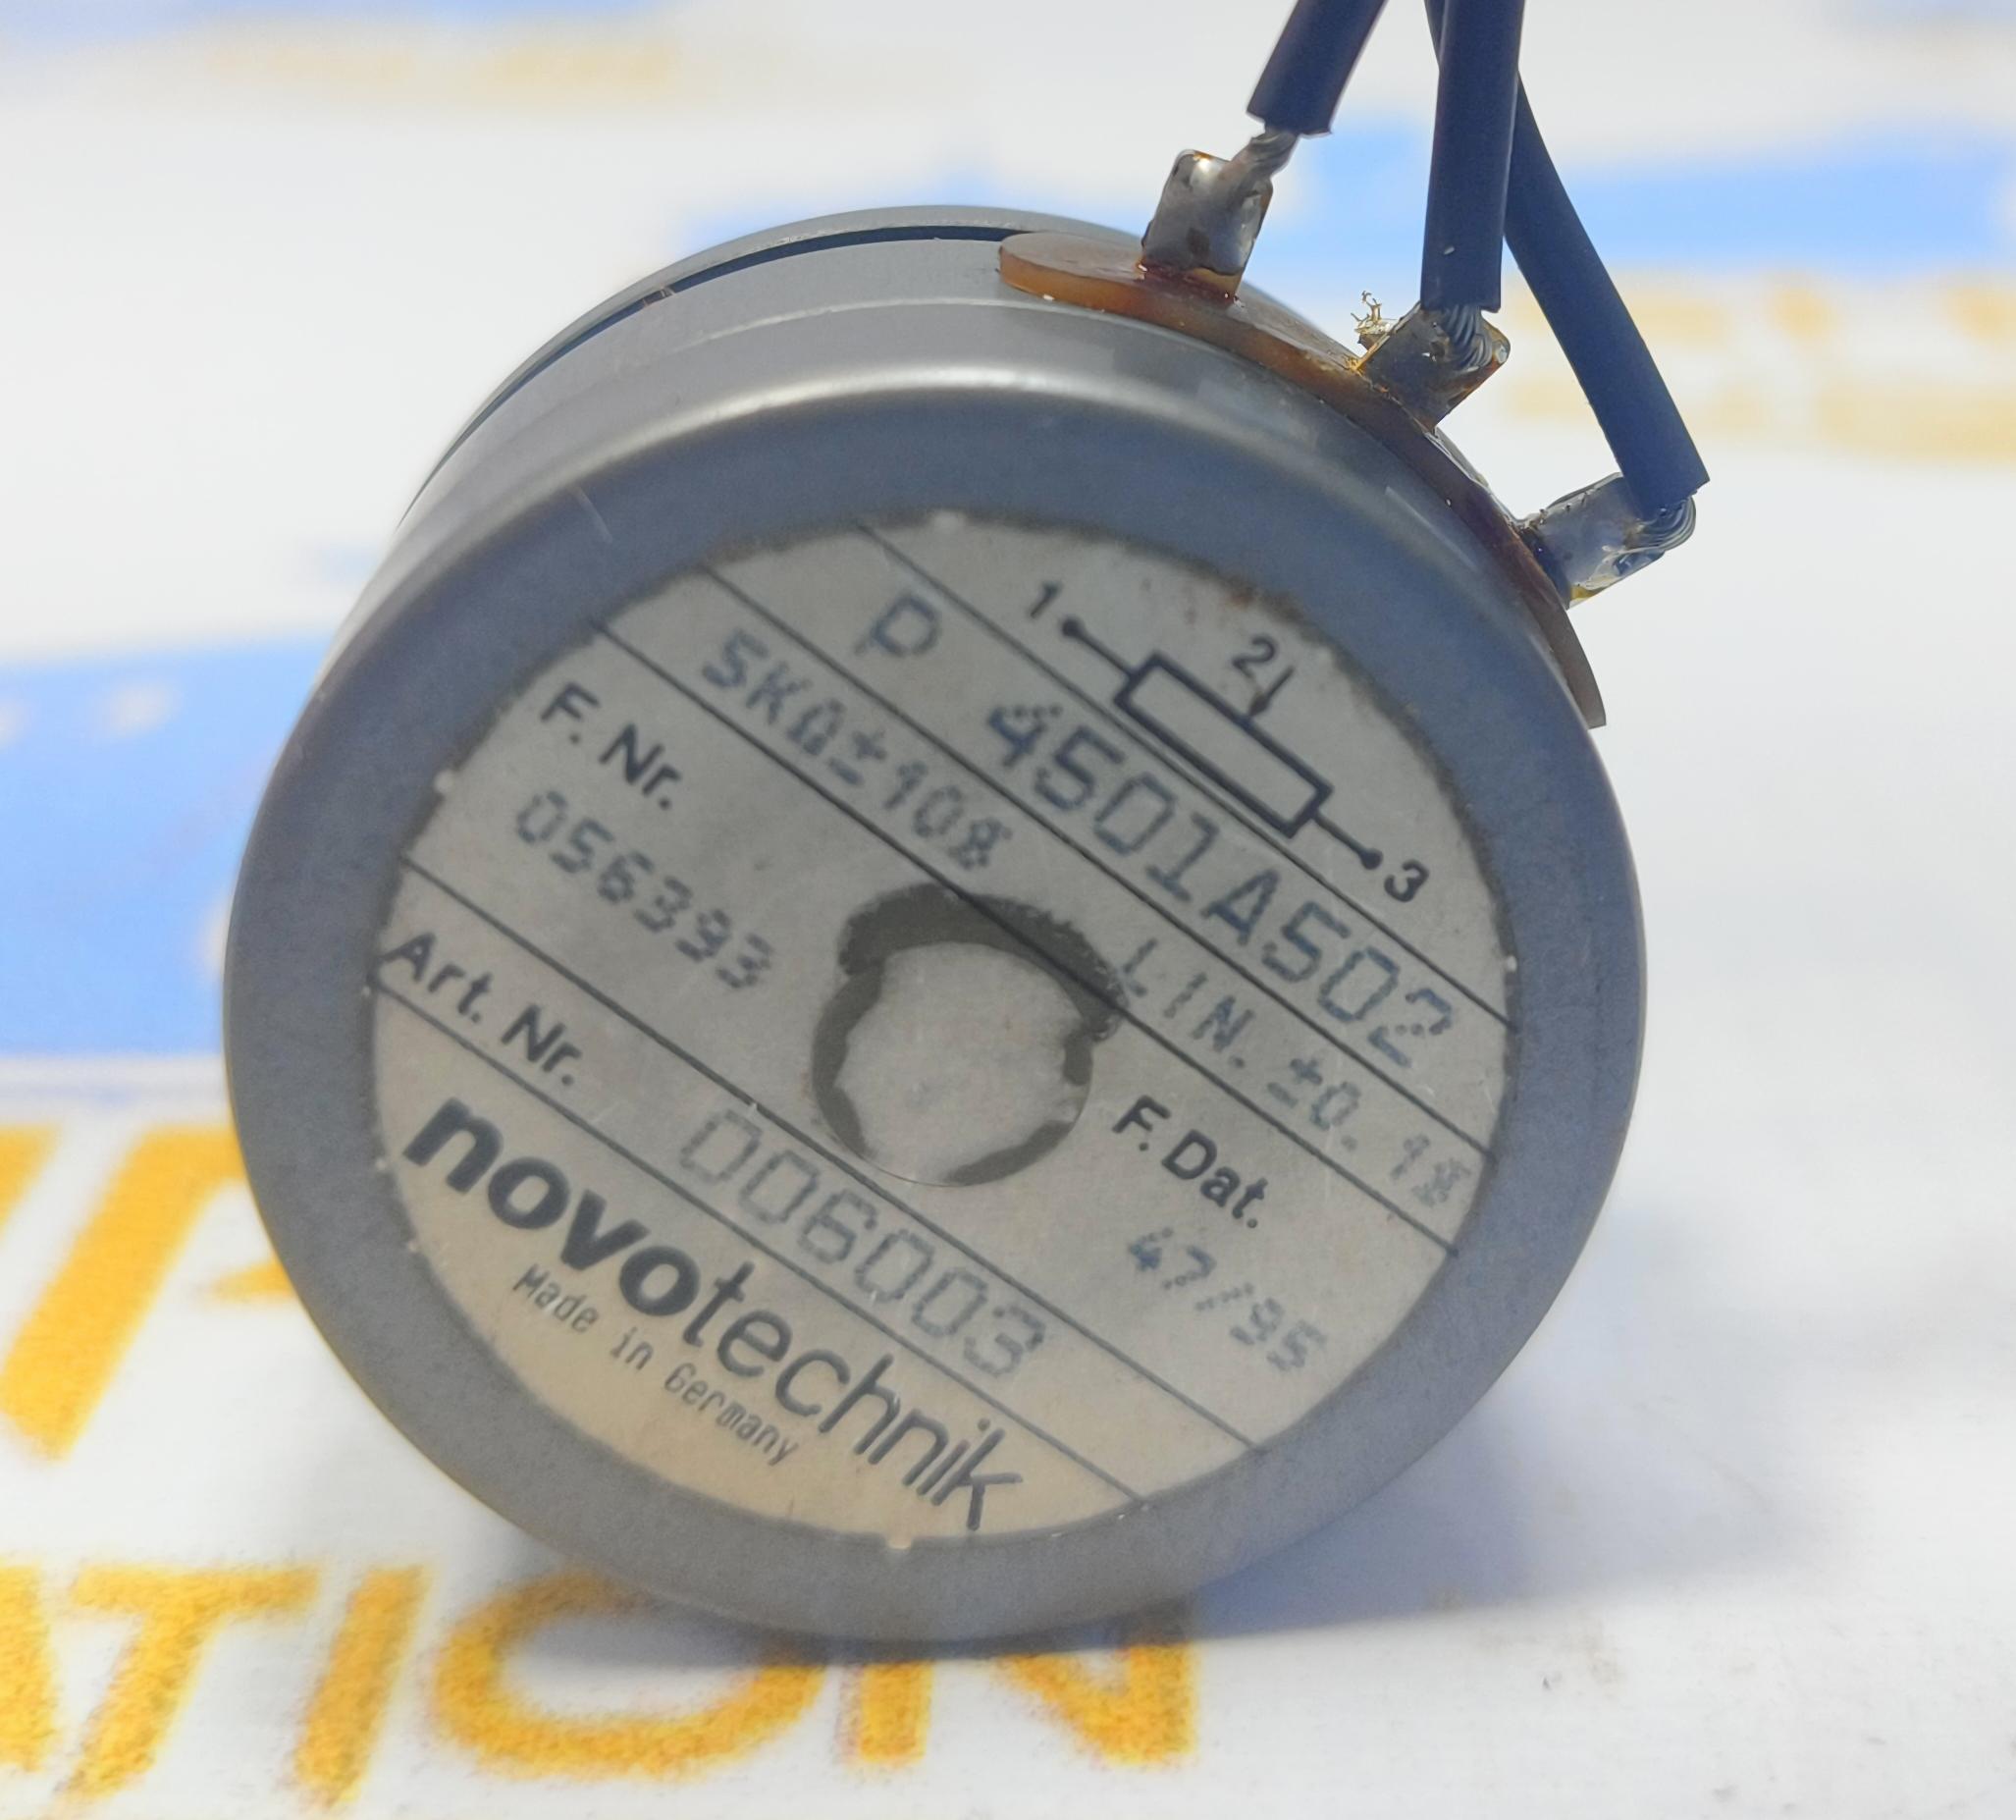 1 2 3
P 4501A502
5KΩ±10% LIN. ±0.1%
F. Nr. F. Dat.
056393 47/95
Art. Nr. 006003
novotechnik
Made in Germany
ATION